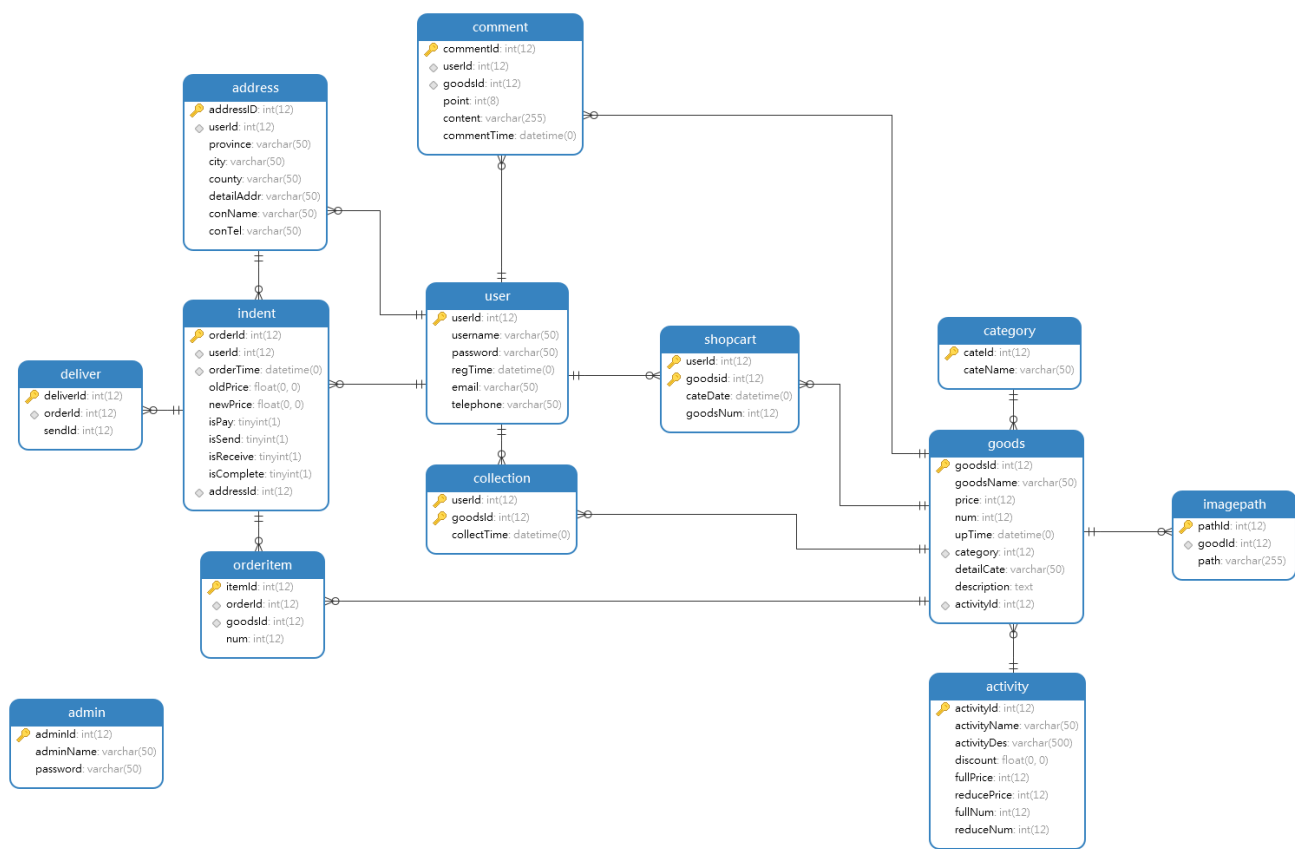 comment
commentId: int(12)
userId: int(12)
goodsId: int(12)
point: int(8)
content: varchar(255)
commentTime: datetime(0)
address
addressID: int(12)
userId: int(12)
province: varchar(50)
city: varchar(50)
county: varchar(50)
detailAddr: varchar(50)
conName: varchar(50)
conTel: varchar(50)
user
userId: int(12)
username: varchar(50)
password: varchar(50)
regTime: datetime(0)
email: varchar(50)
telephone: varchar(50)
indent
orderId: int(12)
userId: int(12)
orderTime: datetime(0)
oldPrice: float(0, 0)
newPrice: float(0, 0)
isPay: tinyint(1)
isSend: tinyint(1)
isReceive: tinyint(1)
isComplete: tinyint(1)
addressId: int(12)
shopcart
userId: int(12)
goodsid: int(12)
cateDate: datetime(0)
goodsNum: int(12)
category
cateId: int(12)
cateName: varchar(50)
deliver
deliverId: int(12)
orderId: int(12)
sendId: int(12)
goods
goodsId: int(12)
goodsName: varchar(50)
price: int(12)
num: int(12)
upTime: datetime(0)
category: int(12)
detailCate: varchar(50)
description: text
activityId: int(12)
collection
userId: int(12)
goodsId: int(12)
collectTime: datetime(0)
imagepath
pathId: int(12)
goodId: int(12)
path: varchar(255)
orderitem
itemId: int(12)
orderId: int(12)
goodsId: int(12)
num: int(12)
admin
adminId: int(12)
adminName: varchar(50)
password: varchar(50)
activity
activityId: int(12)
activityName: varchar(50)
activityDes: varchar(500)
discount: float(0, 0)
fullPrice: int(12)
reducePrice: int(12)
fullNum: int(12)
reduceNum: int(12)